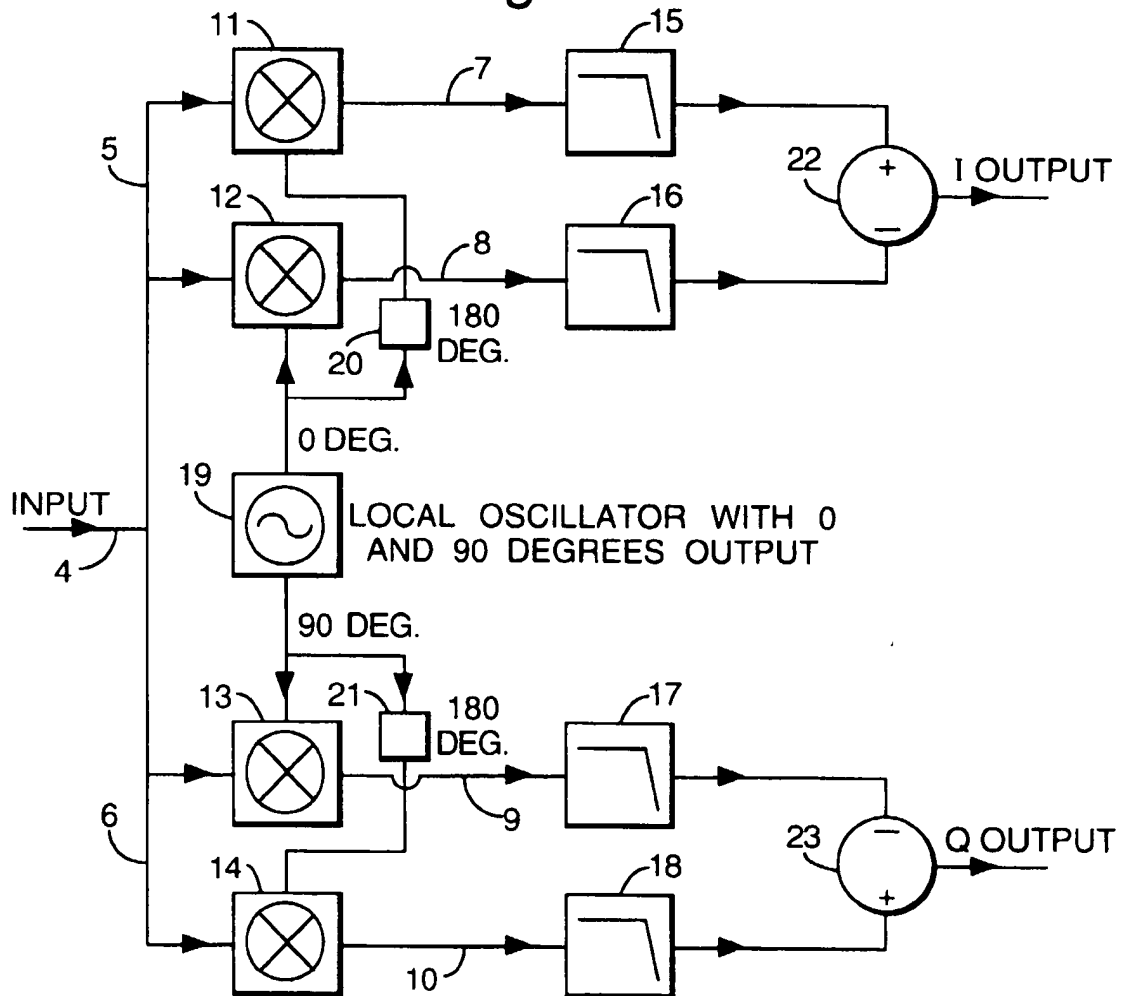 g
11
15
7
5
12
22
+
−
I OUTPUT
16
8
20
180
DEG.
0 DEG.
19
INPUT
4
LOCAL OSCILLATOR WITH 0
AND 90 DEGREES OUTPUT
90 DEG.
13
21
180
DEG.
17
9
6
14
23
−
+
Q OUTPUT
18
10